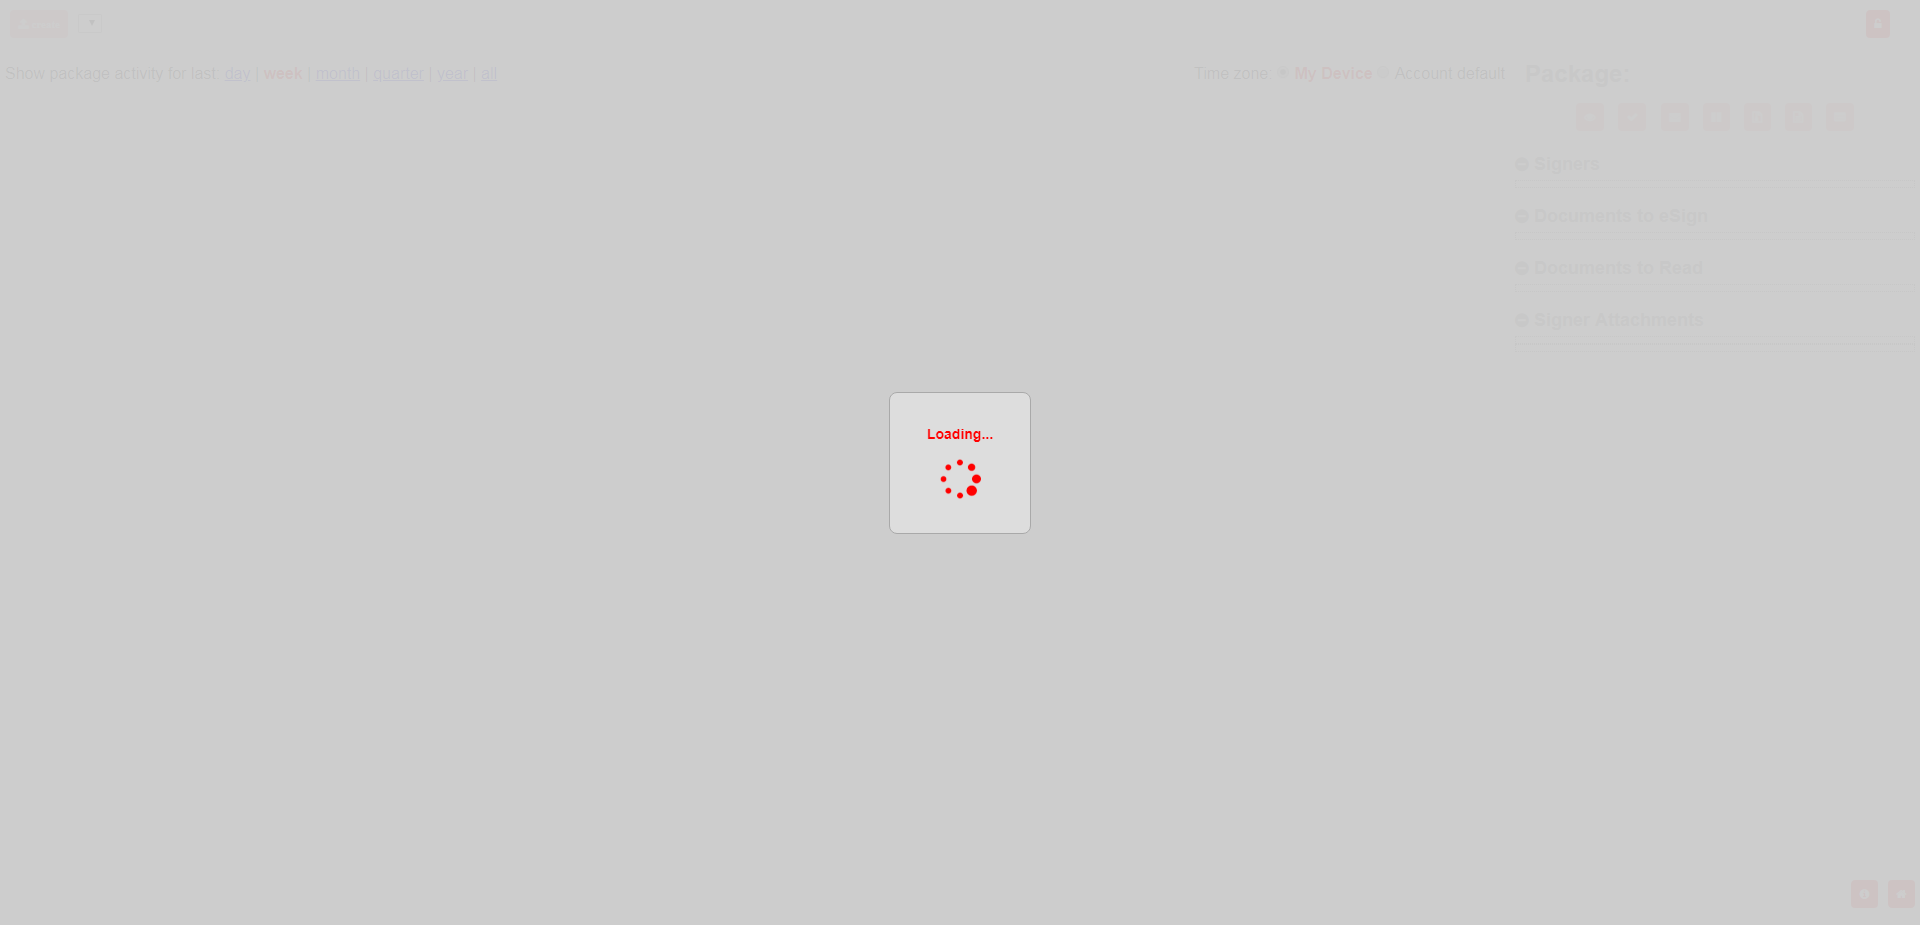 Show package activity for last: day | week | month | quarter | year | all
Time zone: My Device Account default
Package:
Signers
Documents to eSign
Documents to Read
Signer Attachments
Loading...